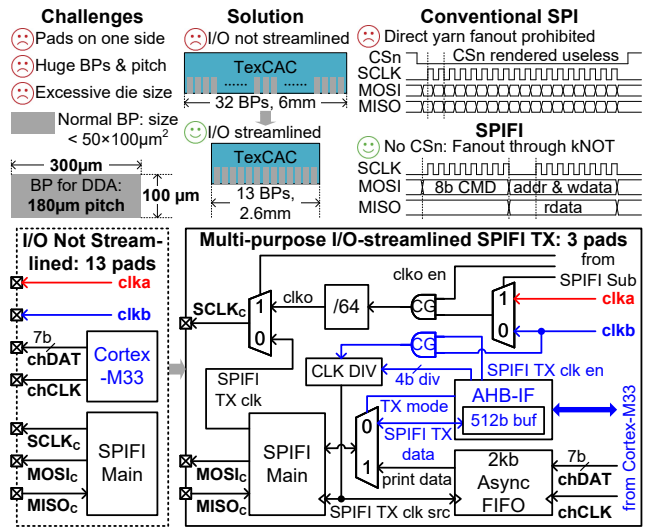 Challenges
Pads on one side
Huge BPs & pitch
Excessive die size
Normal BP: size
< 50×100μm²
300μm
BP for DDA:
180μm pitch
100 μm
Solution
I/O not streamlined
TexCAC
32 BPs, 6mm
I/O streamlined
TexCAC
13 BPs,
2.6mm
Conventional SPI
Direct yarn fanout prohibited
CSn
CSn rendered useless
SCLK
MOSI
MISO
SPIFI
No CSn: Fanout through kNOT
SCLK
MOSI
8b CMD
addr & wdata
MISO
rdata
I/O Not Stream-
lined: 13 pads
clka
clkb
7b
chDAT
chCLK
Cortex
-M33
SCLKC
MOSIC
MISOC
SPIFI
Main
Multi-purpose I/O-streamlined SPIFI TX: 3 pads
from
SPIFI Sub
clko en
clko
/64
CG
1
0
1
0
clka
clkb
SCLKC
CG
SPIFI
TX clk
CLK DIV
4b div
SPIFI TX clk en
AHB-IF
512b buf
TX mode
SPIFI TX
data
0
1
print data
from Cortex-M33
SPIFI
Main
MOSIC
MISOC
2kb
Async
FIFO
7b
chDAT
chCLK
SPIFI TX clk src